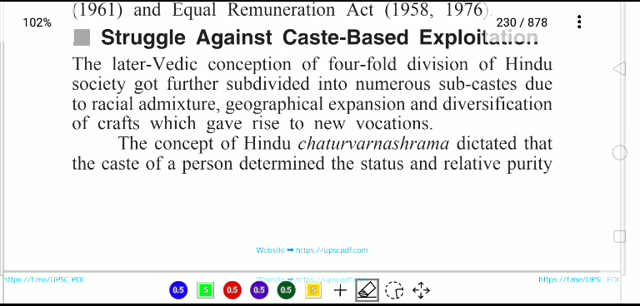 (1961) and Equal Remuneration Act (1958, 1976).
102%
230 / 878
Struggle Against Caste-Based Exploitation
The later-Vedic conception of four-fold division of Hindu
society got further subdivided into numerous sub-castes due
to racial admixture, geographical expansion and diversification
of crafts which gave rise to new vocations.
The concept of Hindu chaturvarnashrama dictated that
the caste of a person determined the status and relative purity
Website ➡ https://upscpdf.com
https://t.me/UPSC_PDF
Website ➡ https://upscpdf.com
https://t.me/UPSC_PDF
0.5
5
0.5
0.5
0.5
5